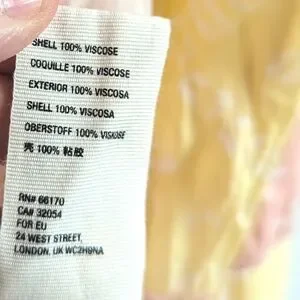 SHELL 100% VISCOSE
COQUILLE 100% VISCOSE
EXTERIOR 100% VISCOSA
SHELL 100% VISCOSA
OBERSTOFF 100% VISKOSE
壳 100% 粘胶
RN# 66170
CA# 32054
FOR EU
24 WEST STREET,
LONDON, UK WC2H9NA